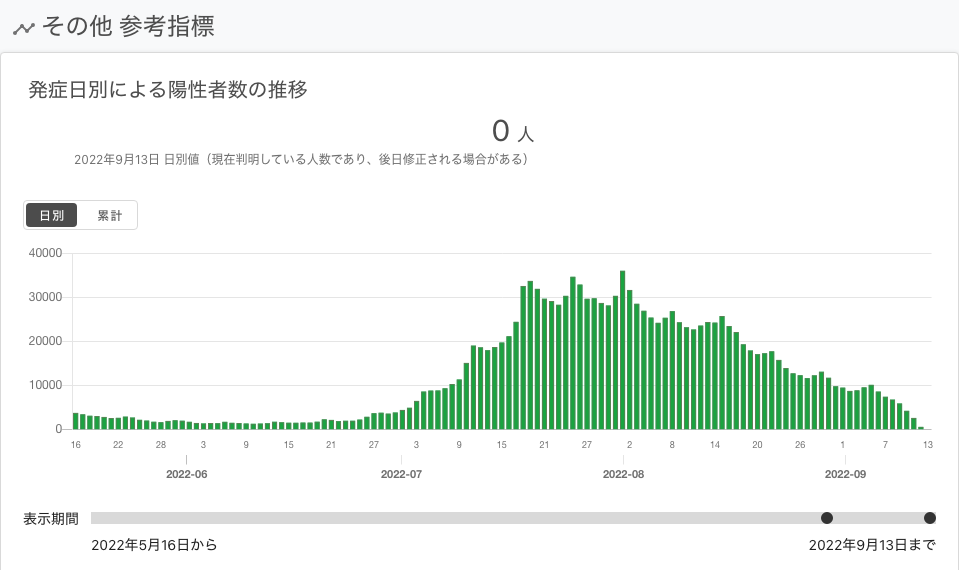 その他 参考指標
発症日別による陽性者数の推移
0 人
2022年9月13日 日別値（現在判明している人数であり、後日修正される場合がある）
日別 累計
40000
30000
20000
10000
0
16 22 28 3 9 15 21 27 3 9 15 21 27 2 8 14 20 26 1 7 13
2022-06 2022-07 2022-08 2022-09
表示期間
2022年5月16日から 2022年9月13日まで